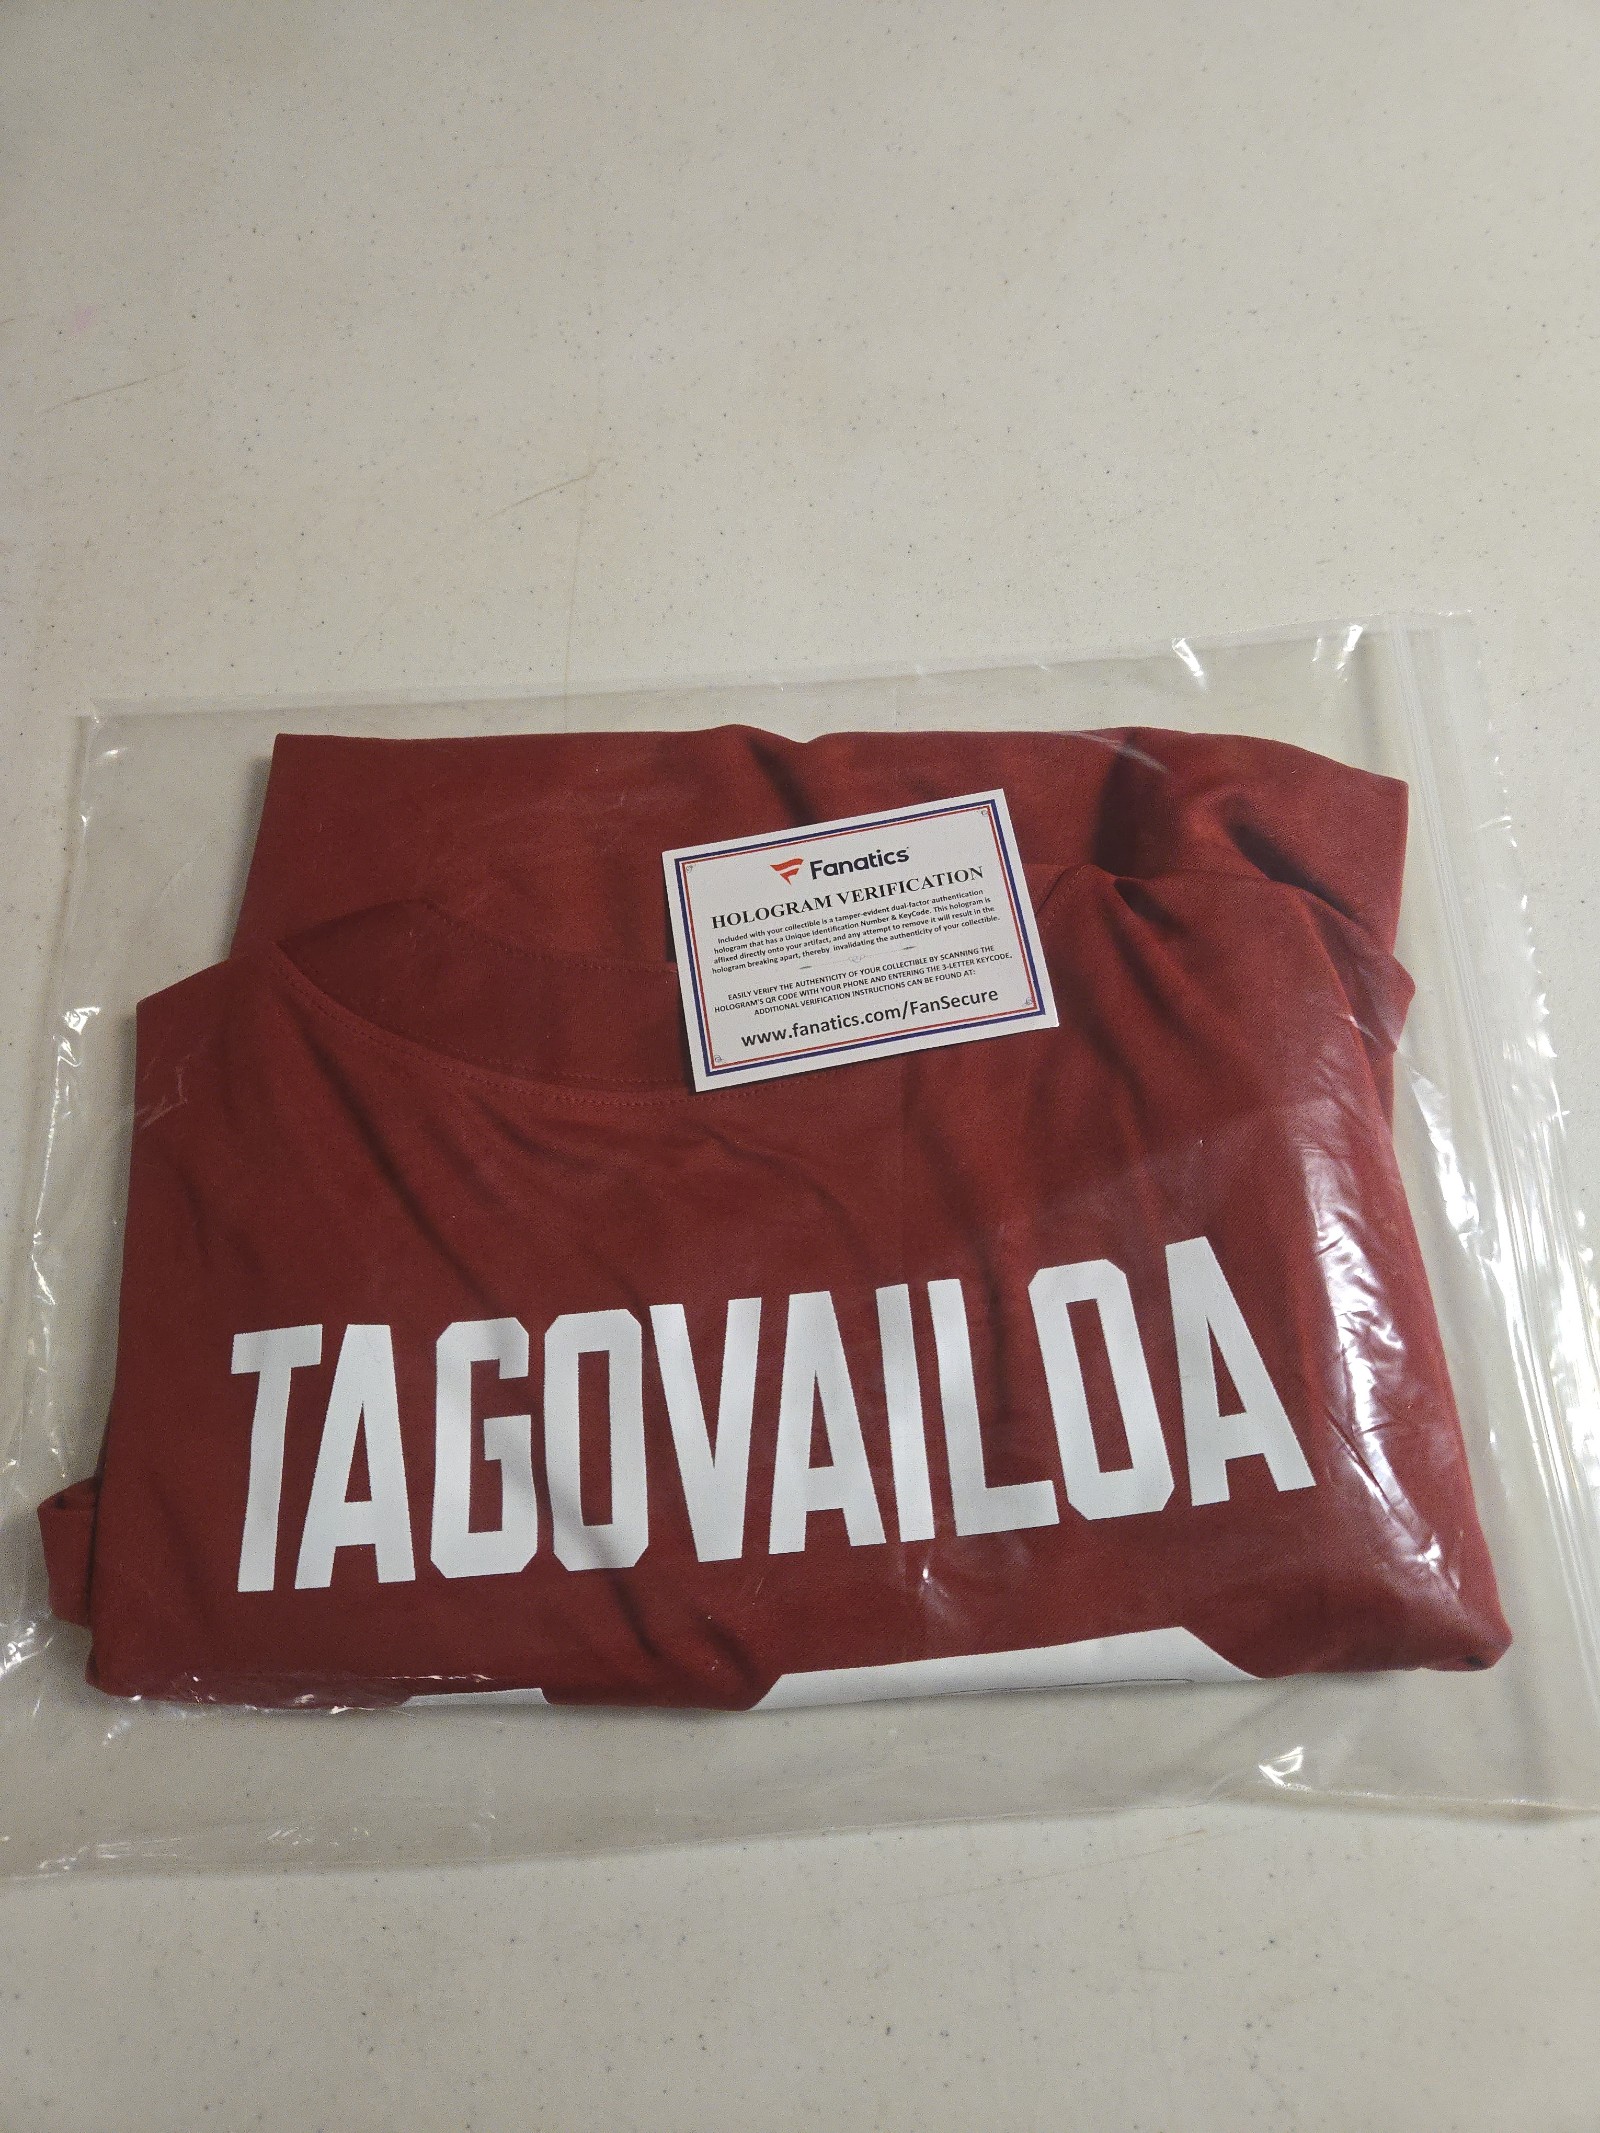 Fanatics
HOLOGRAM VERIFICATION
Included with your collectible is a tamper-evident dual-factor authentication
hologram that has a Unique Identification Number & KeyCode. This hologram is
affixed directly onto your artifact, and any attempt to remove it will result in the
hologram breaking apart, thereby invalidating the authenticity of your collectible.
EASILY VERIFY THE AUTHENTICITY OF YOUR COLLECTIBLE BY SCANNING THE
HOLOGRAM'S QR CODE WITH YOUR PHONE AND ENTERING THE 3-LETTER KEYCODE.
ADDITIONAL VERIFICATION INSTRUCTIONS CAN BE FOUND AT:
www.fanatics.com/FanSecure
TAGOVAILOA